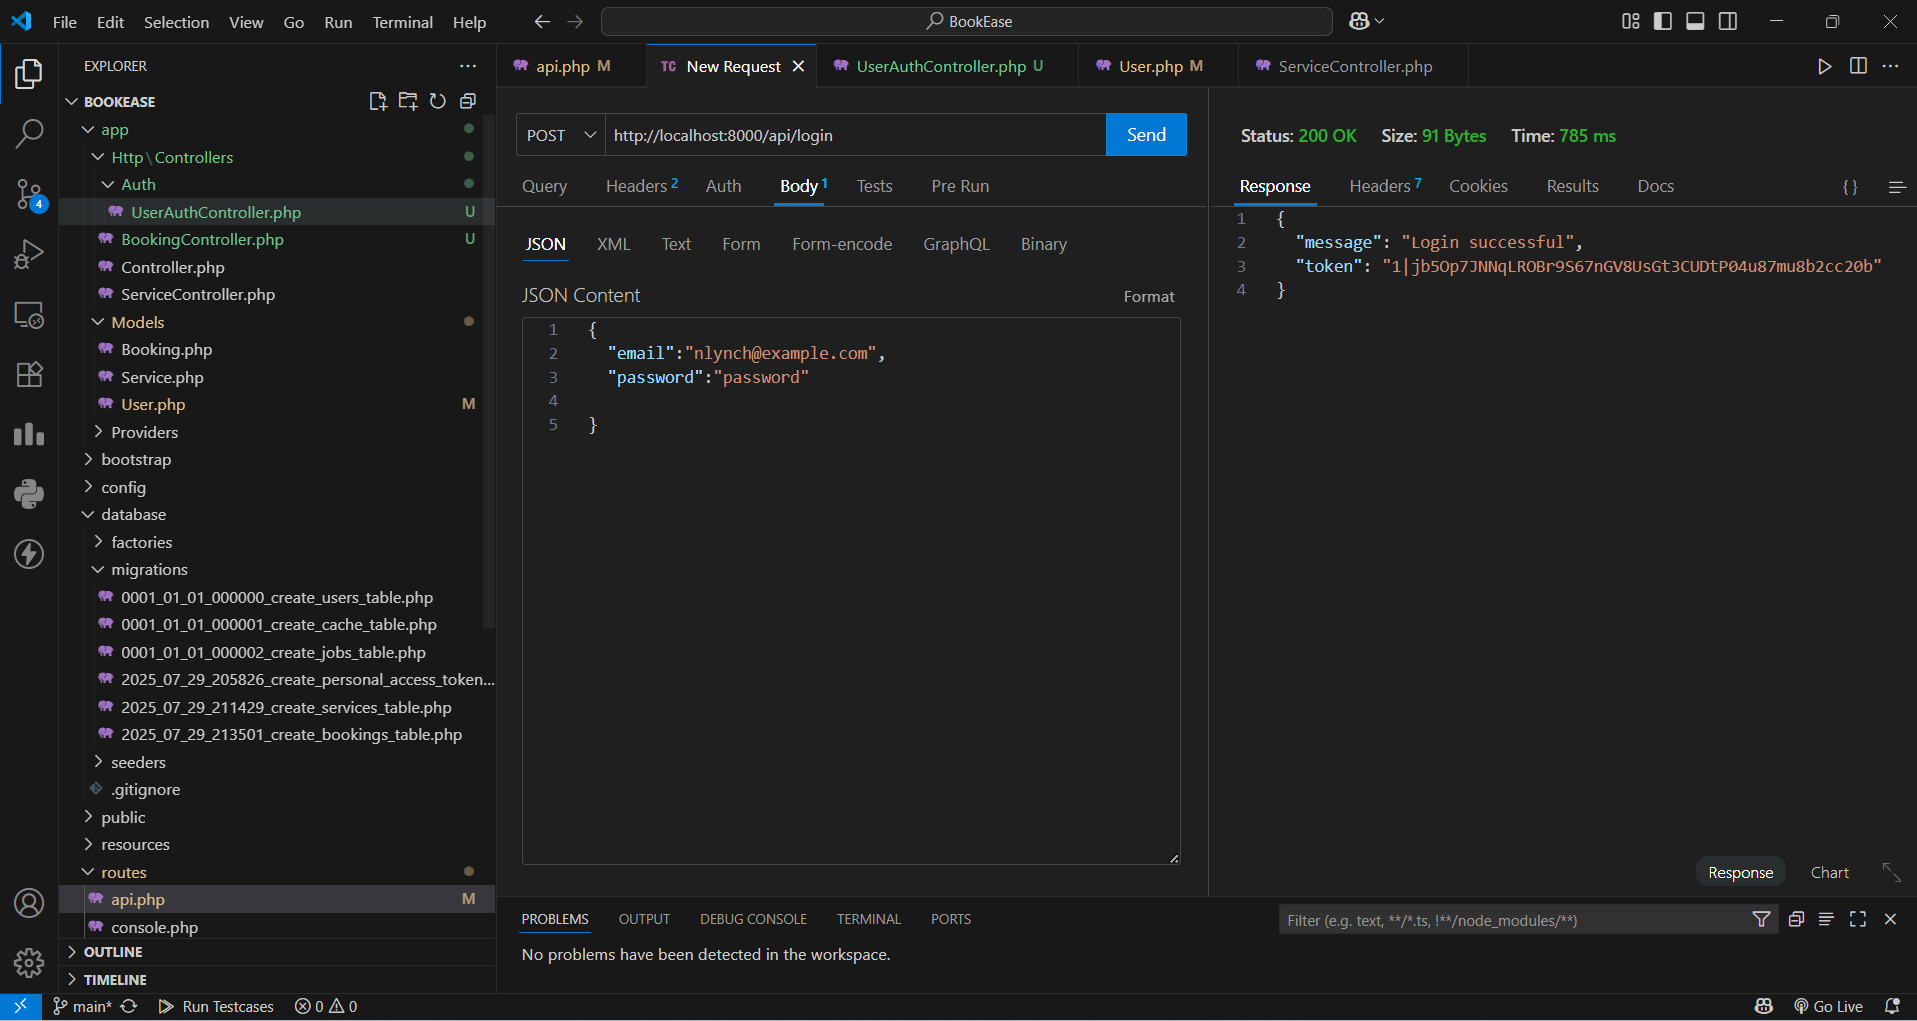 File Edit Selection View Go Run Terminal Help
BookEase
EXPLORER
BOOKEASE
app
Http\Controllers
Auth
UserAuthController.php U
BookingController.php U
Controller.php
ServiceController.php
Models
Booking.php
Service.php
User.php M
Providers
bootstrap
config
database
factories
migrations
0001_01_01_000000_create_users_table.php
0001_01_01_000001_create_cache_table.php
0001_01_01_000002_create_jobs_table.php
2025_07_29_205826_create_personal_access_token...
2025_07_29_211429_create_services_table.php
2025_07_29_213501_create_bookings_table.php
seeders
.gitignore
public
resources
routes
api.php M
console.php
OUTLINE
TIMELINE
4
api.php M TC New Request UserAuthController.php U User.php M ServiceController.php
POST http://localhost:8000/api/login Send
Query Headers 2 Auth Body 1 Tests Pre Run
JSON XML Text Form Form-encode GraphQL Binary
JSON Content Format
1 {
2 "email":"nlynch@example.com",
3 "password":"password"
4
5 }
Status: 200 OK Size: 91 Bytes Time: 785 ms
Response Headers 7 Cookies Results Docs {}
1 {
2 "message": "Login successful",
3 "token": "1|jb5Op7JNNqLROBr9S67nGV8UsGt3CUDtP04u87mu8b2cc20b"
4 }
Response Chart
PROBLEMS OUTPUT DEBUG CONSOLE TERMINAL PORTS
Filter (e.g. text, **/*.ts, !**/node_modules/**)
No problems have been detected in the workspace.
main* Run Testcases 0 0 Go Live